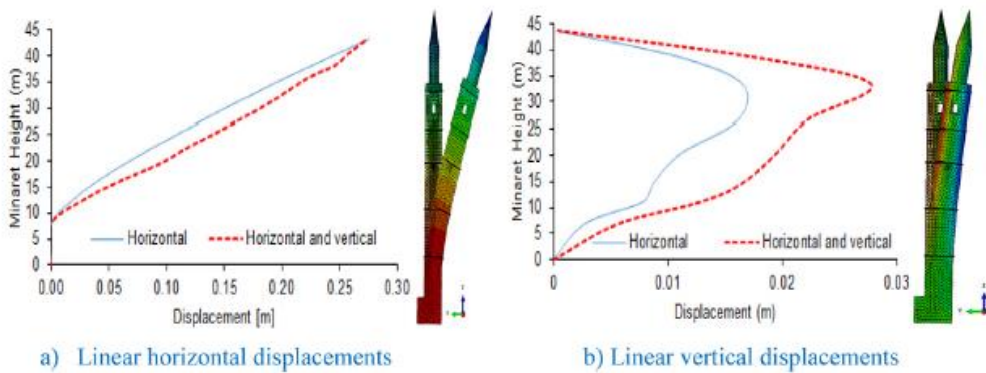 45
40
35
30
25
20
15
10
5
0
Minaret Height (m)
Horizontal
Horizontal and vertical
0.00 0.05 0.10 0.15 0.20 0.25 0.30
Displacement [m]
a) Linear horizontal displacements
45
40
35
30
25
20
15
10
5
0
Minaret Height (m)
Horizontal
Horizontal and vertical
0 0.01 0.02 0.03
Displacement (m)
b) Linear vertical displacements